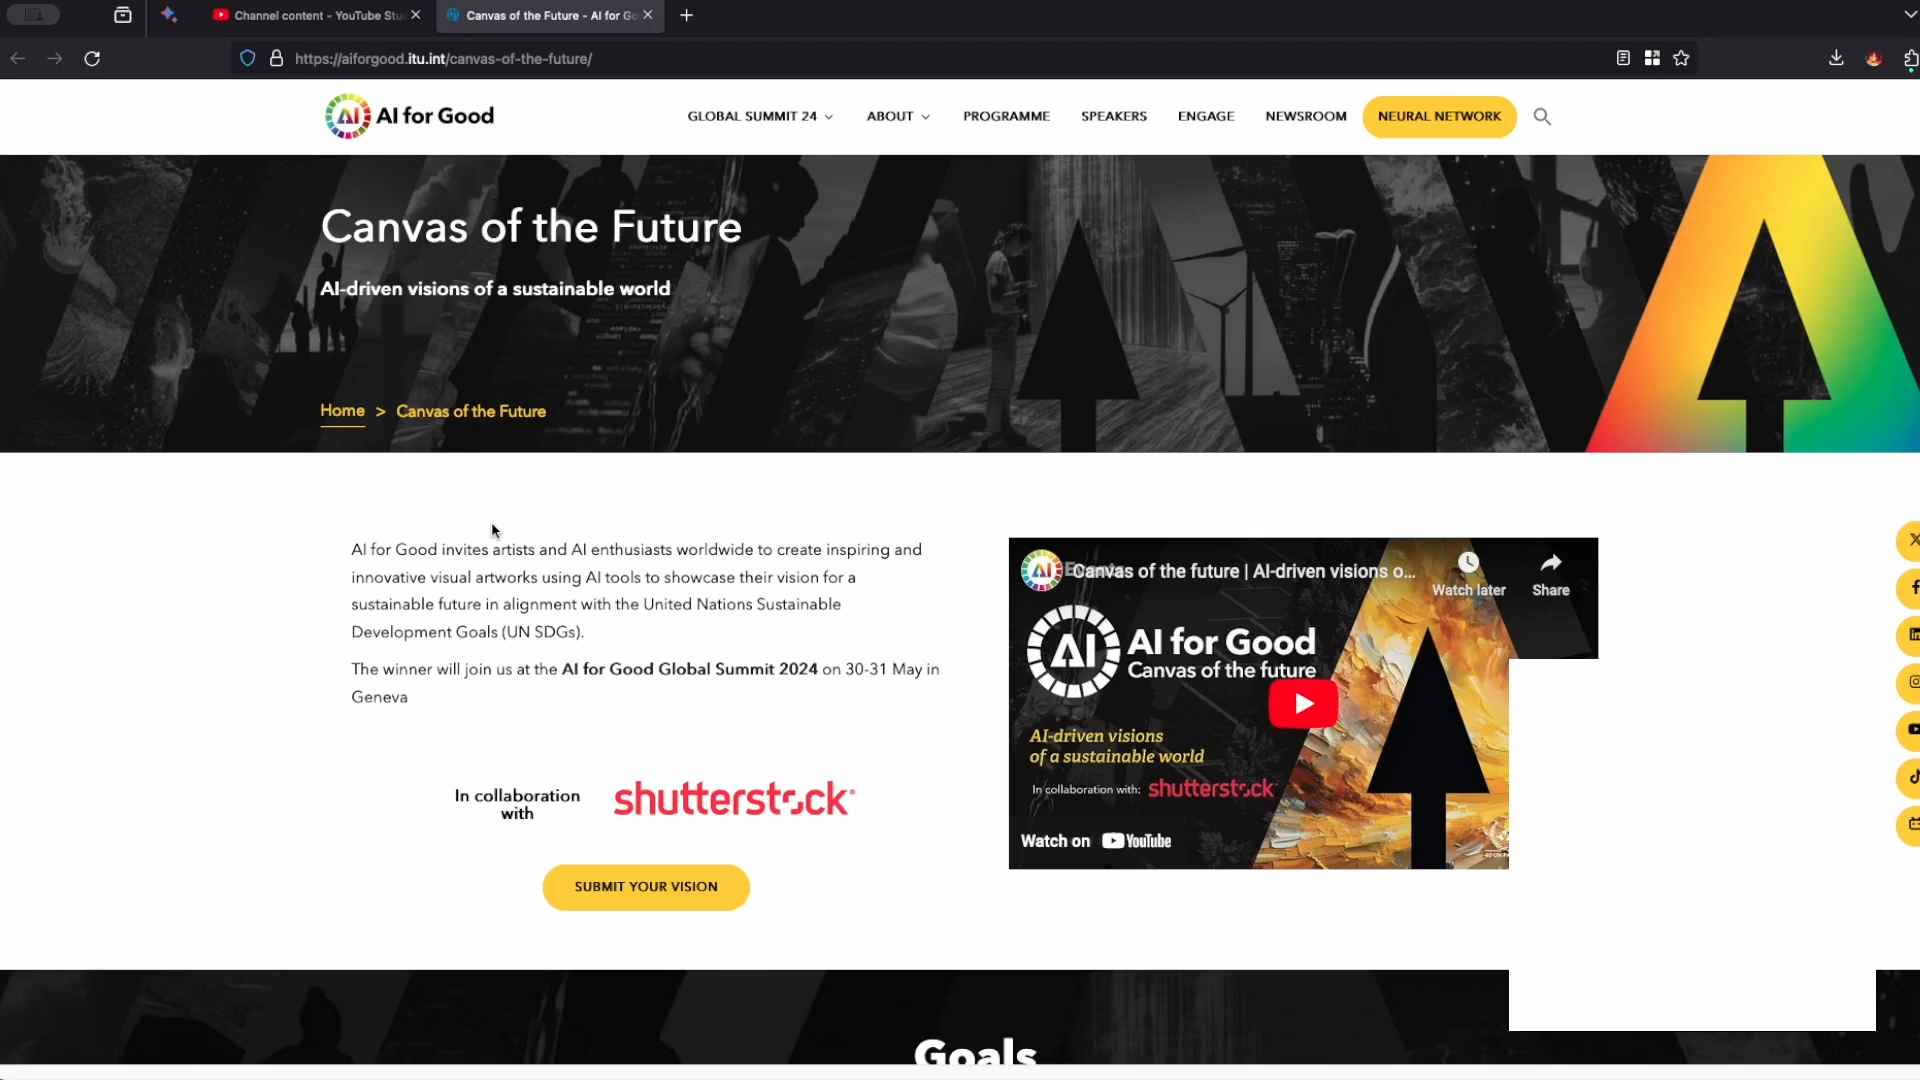 Channel content - YouTube Stu
Canvas of the Future - AI for Go
https://aiforgood.itu.int/canvas-of-the-future/
AI for Good
GLOBAL SUMMIT 24
ABOUT
PROGRAMME
SPEAKERS
ENGAGE
NEWSROOM
NEURAL NETWORK
Canvas of the Future
AI-driven visions of a sustainable world
Home > Canvas of the Future
AI for Good invites artists and AI enthusiasts worldwide to create inspiring and
innovative visual artworks using AI tools to showcase their vision for a
sustainable future in alignment with the United Nations Sustainable
Development Goals (UN SDGs).
The winner will join us at the AI for Good Global Summit 2024 on 30-31 May in
Geneva
In collaboration
with
shutterstock
SUBMIT YOUR VISION
Canvas of the future | AI-driven visions o...
Watch later
Share
AI for Good
Canvas of the future
AI-driven visions
of a sustainable world
In collaboration with: shutterstock
Watch on YouTube
Goals